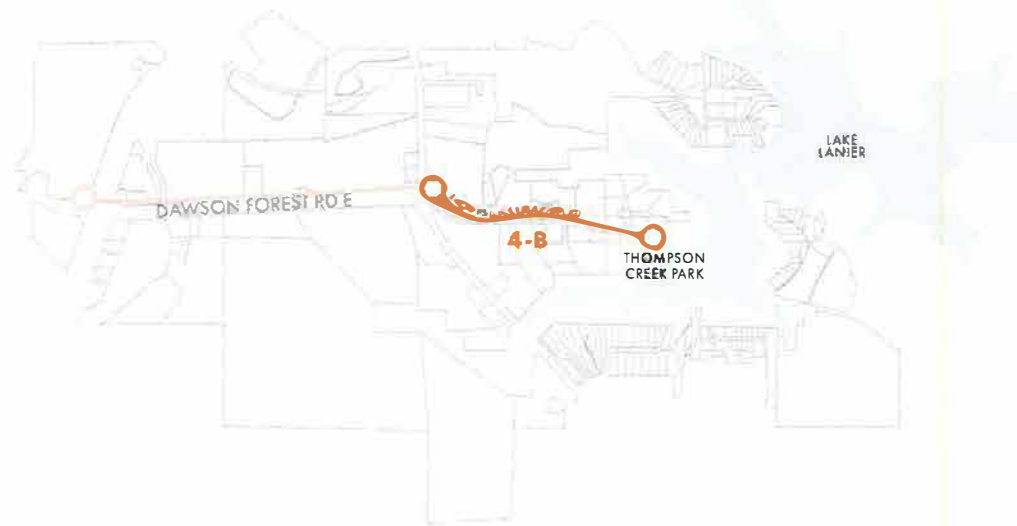 LAKE
LANIER
DAWSON FOREST RD E
4-B
THOMPSON
CREEK PARK